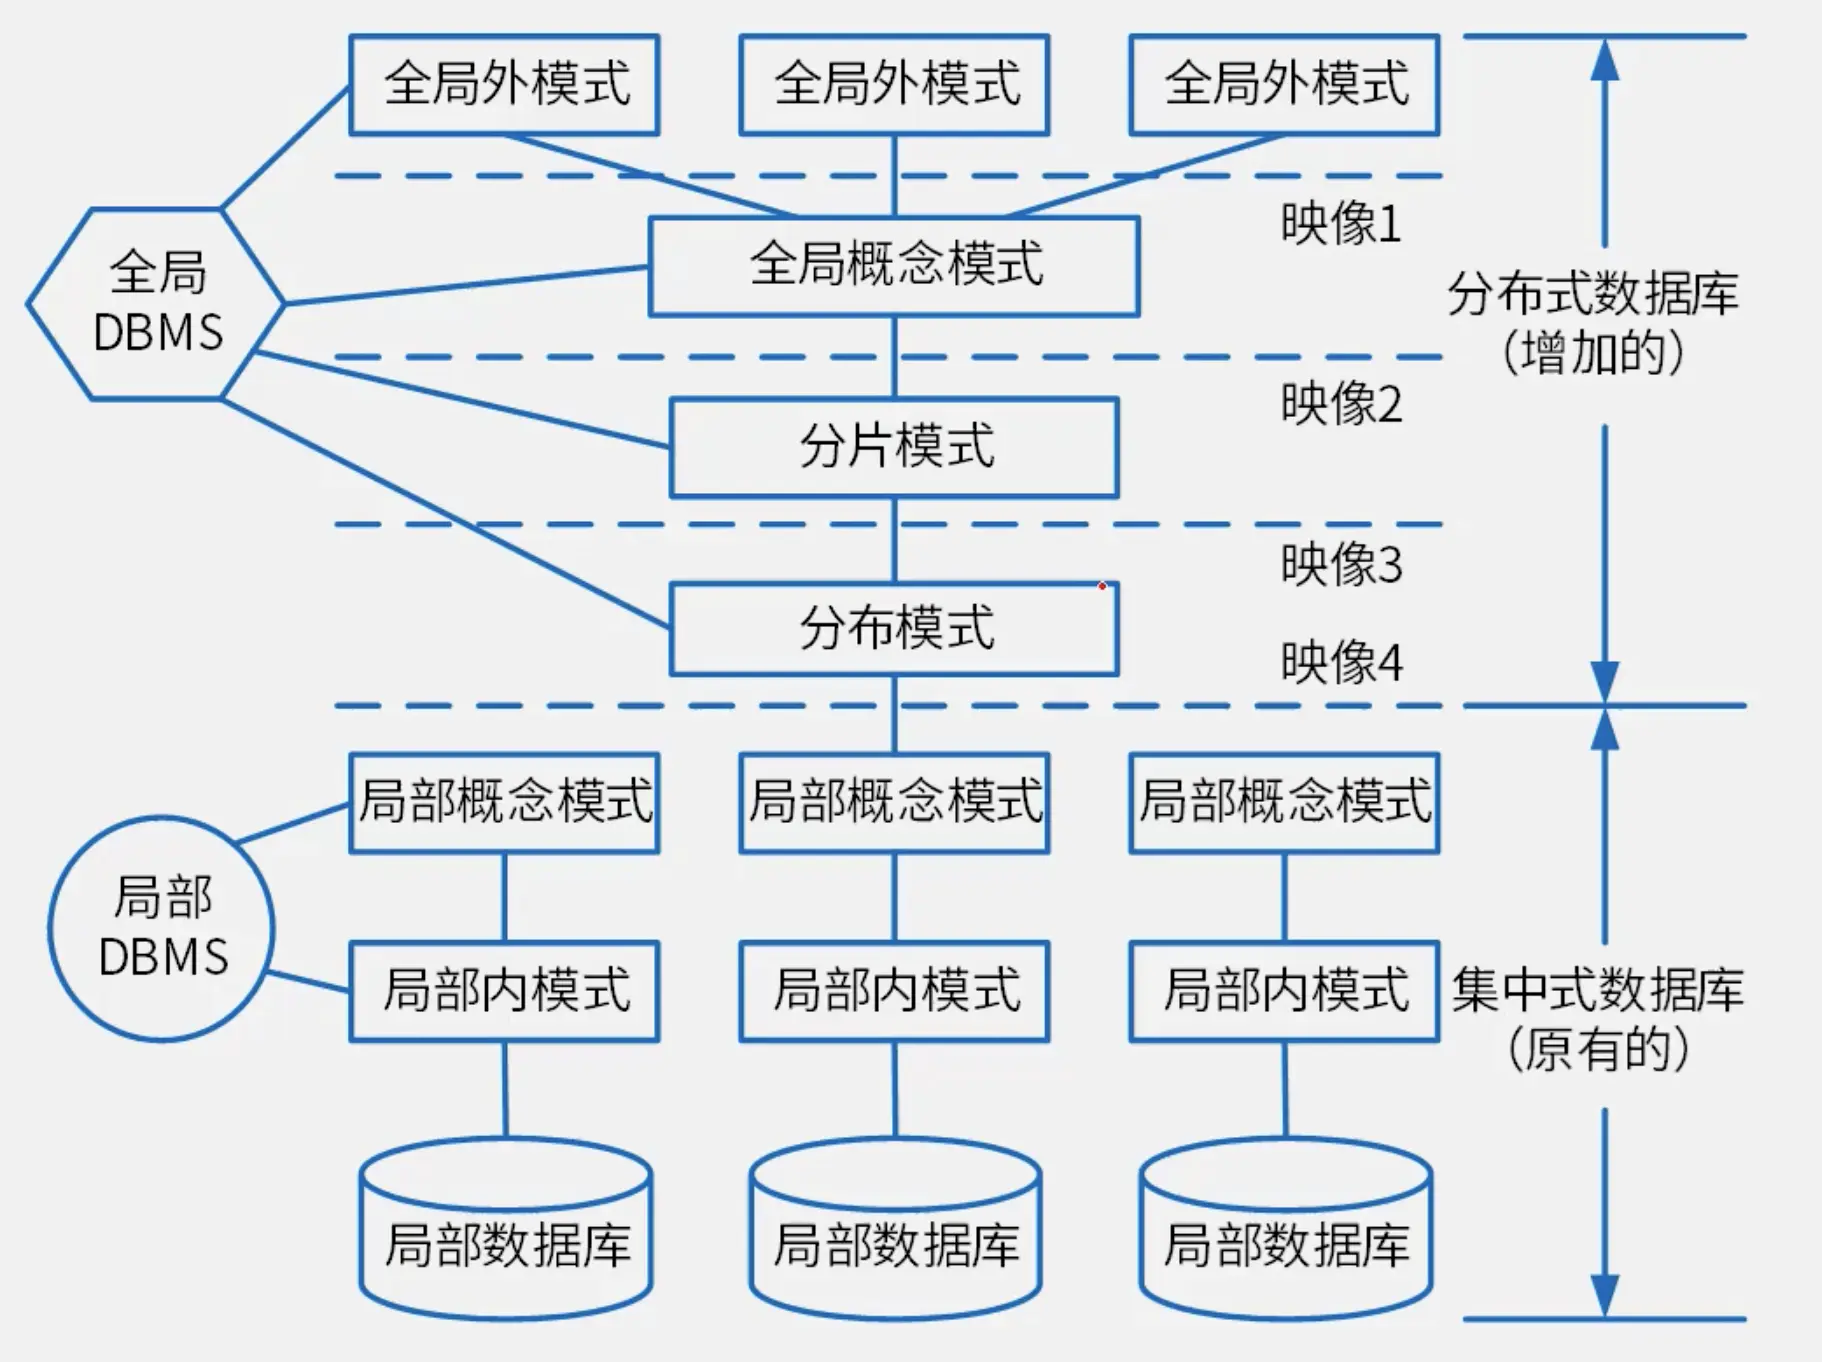 全局外模式
全局外模式
全局外模式
映像1
全局
DBMS
全局概念模式
分布式数据库
（增加的）
映像2
分片模式
映像3
分布模式
映像4
局部概念模式
局部概念模式
局部概念模式
局部
DBMS
局部内模式
局部内模式
局部内模式
集中式数据库
（原有的）
局部数据库
局部数据库
局部数据库